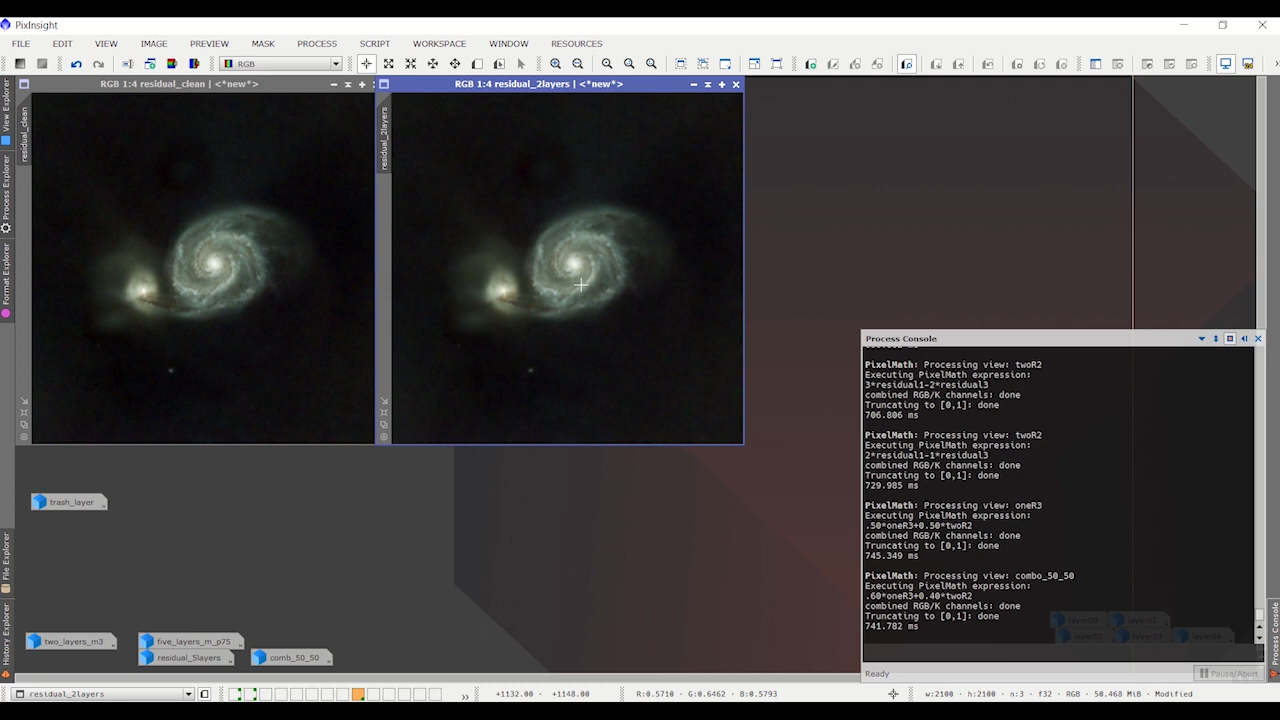 PixInsight
FILE EDIT VIEW IMAGE PREVIEW MASK PROCESS SCRIPT WORKSPACE WINDOW RESOURCES
RGB
RGB 1:4 residual_clean | <*new*>
RGB 1:4 residual_2layers | <*new*>
residual_clean
residual_2layers
View Explorer
Process Explorer
Format Explorer
File Explorer
History Explorer
Process Console
PixelMath: Processing view: twoR2
Executing PixelMath expression:
3*residual1-2*residual3
combined RGB/K channels: done
Truncating to [0,1]: done
706.806 ms
PixelMath: Processing view: twoR2
Executing PixelMath expression:
2*residual1-1*residual3
combined RGB/K channels: done
Truncating to [0,1]: done
729.985 ms
PixelMath: Processing view: oneR3
Executing PixelMath expression:
.50*oneR3+0.50*twoR2
combined RGB/K channels: done
Truncating to [0,1]: done
745.349 ms
PixelMath: Processing view: combo_50_50
Executing PixelMath expression:
.60*oneR3+0.40*twoR2
combined RGB/K channels: done
Truncating to [0,1]: done
741.782 ms
layer00 layer01
layer02 layer03 layer04
Ready
Pause/Abort
Process Console
trash_layer
two_layers_m3
five_layers_m_p75
residual_5layers
comb_50_50
residual_2layers
+1132.00 · +1148.00
R:0.5710 · G:0.6462 · B:0.5793
w:2100 · h:2100 · n:3 · f32 · RGB · 50.468 MiB · Modified